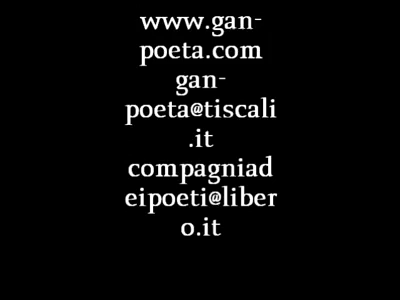 www.gan-
poeta.com
gan-
poeta@tiscali
.it
compagniad
eipoeti@liber
o.it